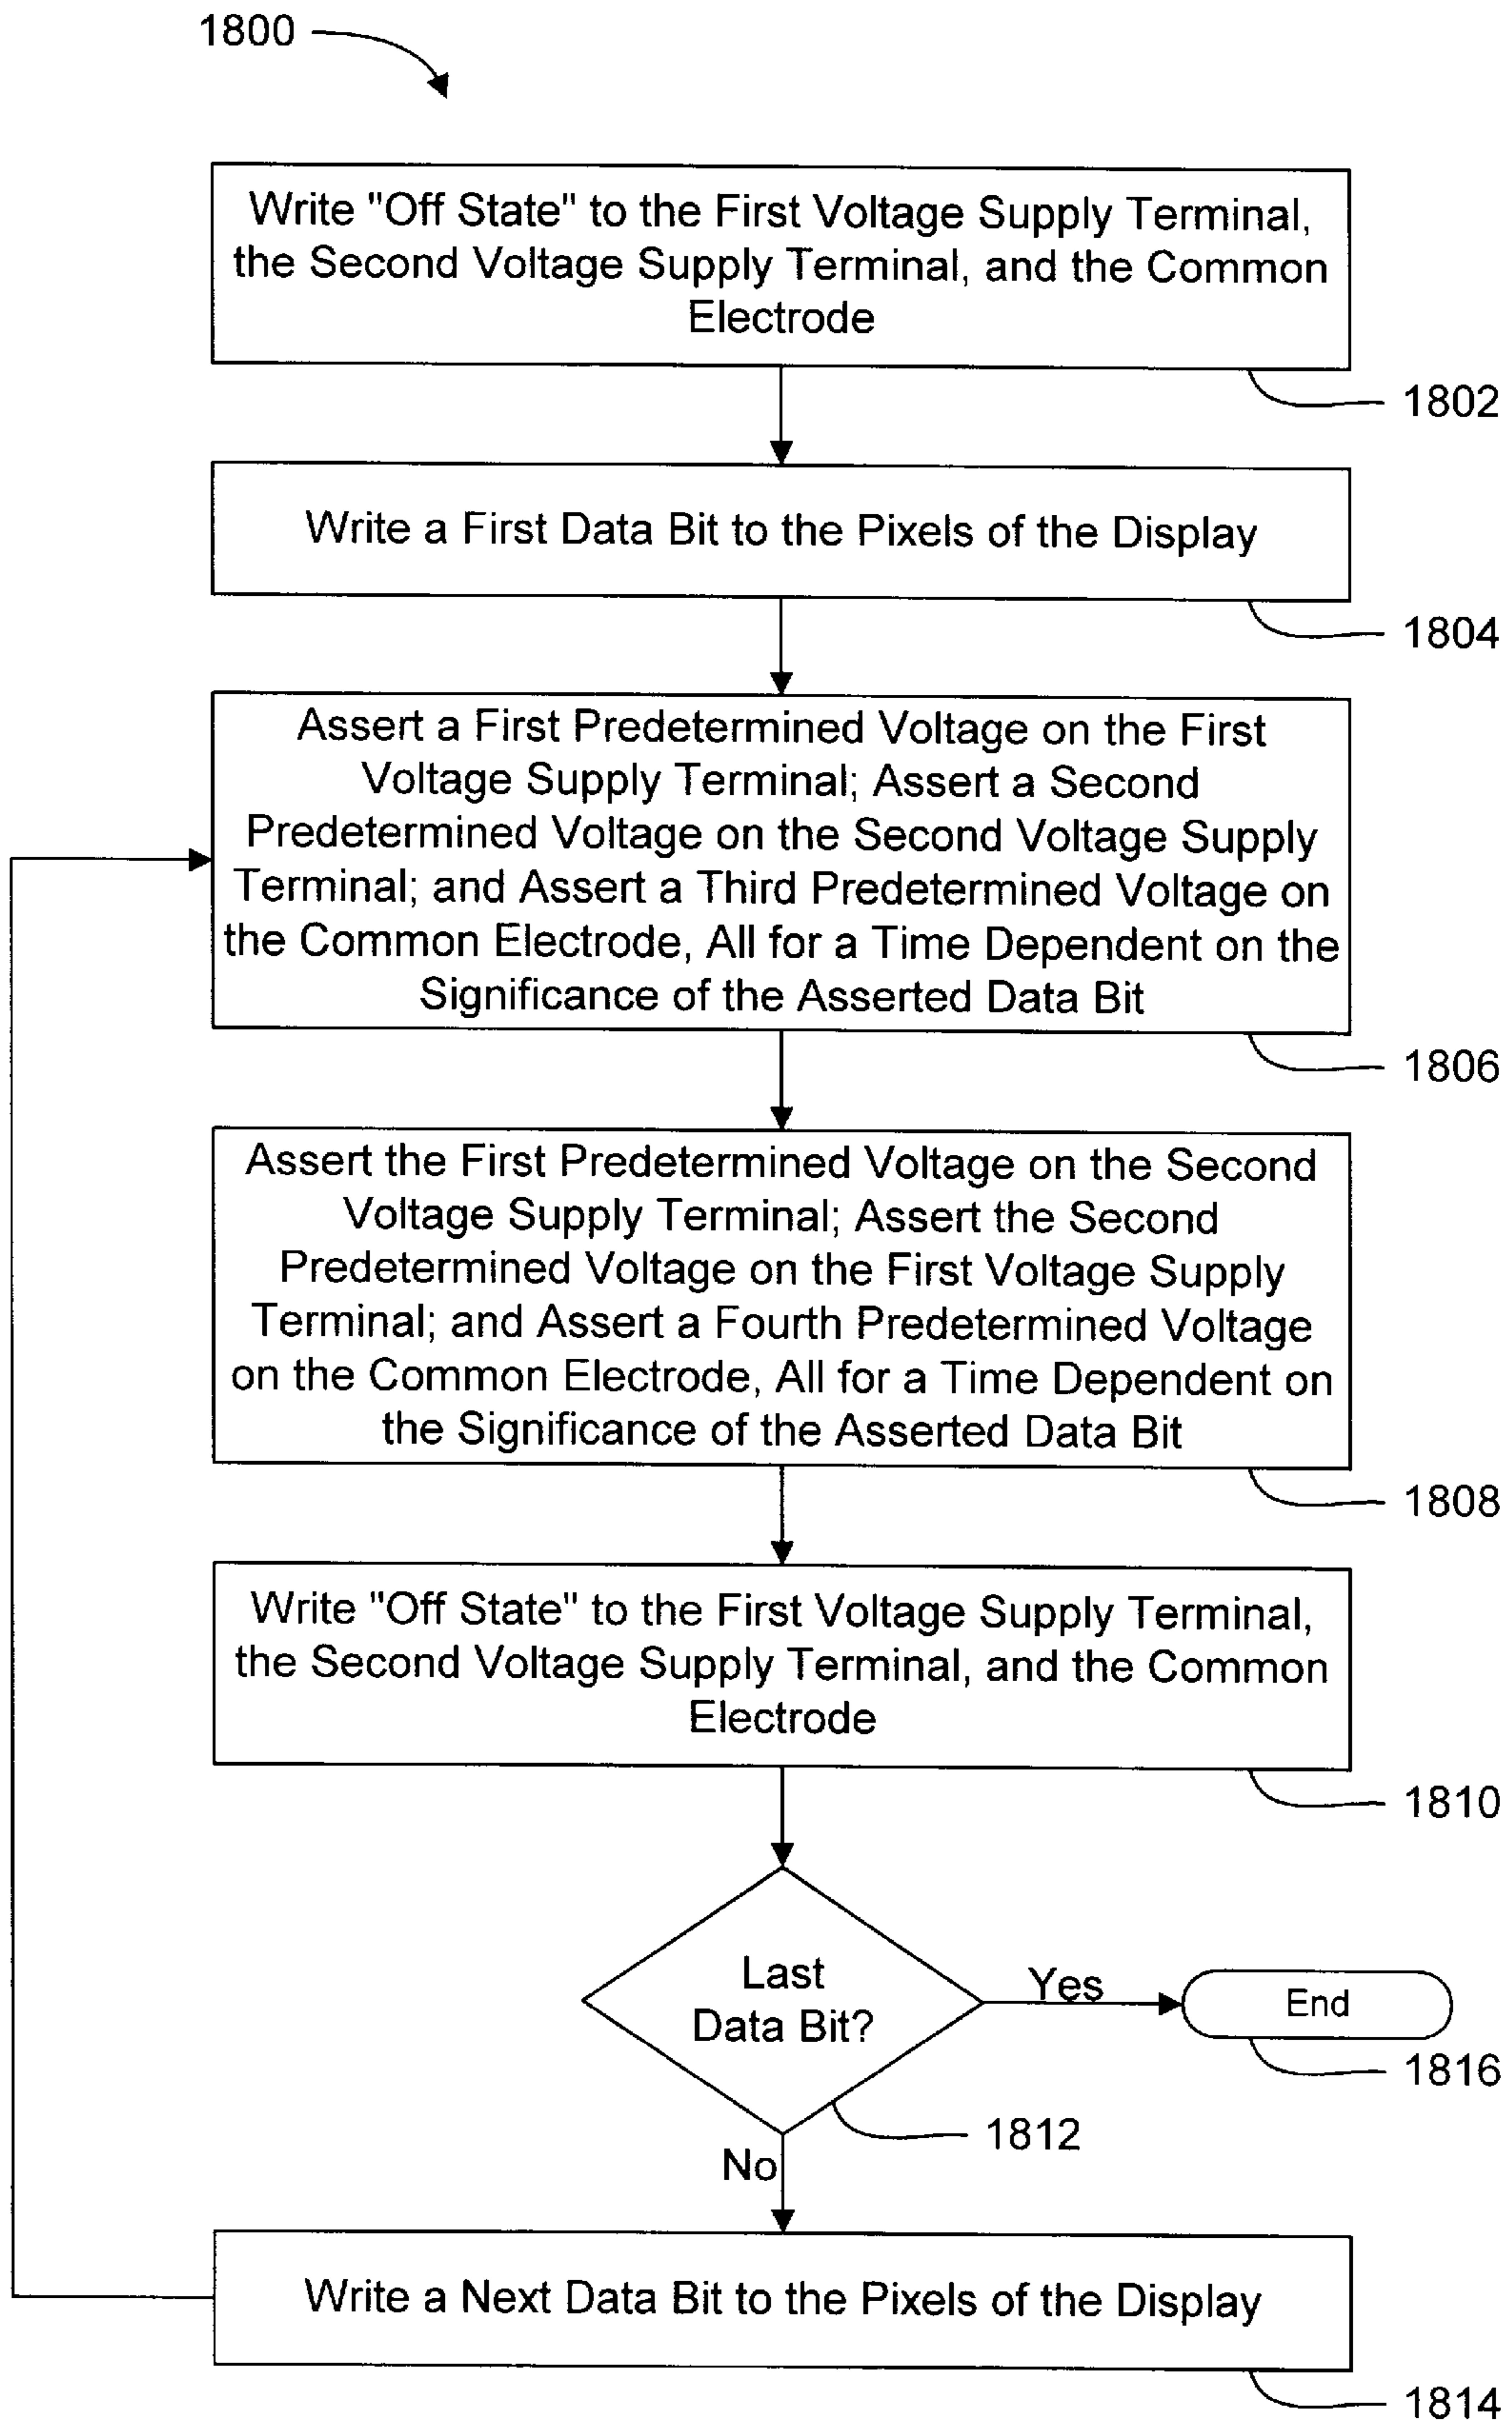 1800
Write "Off State" to the First Voltage Supply Terminal,
the Second Voltage Supply Terminal, and the Common
Electrode
1802
Write a First Data Bit to the Pixels of the Display
1804
Assert a First Predetermined Voltage on the First
Voltage Supply Terminal; Assert a Second
Predetermined Voltage on the Second Voltage Supply
Terminal; and Assert a Third Predetermined Voltage on
the Common Electrode, All for a Time Dependent on the
Significance of the Asserted Data Bit
1806
Assert the First Predetermined Voltage on the Second
Voltage Supply Terminal; Assert the Second
Predetermined Voltage on the First Voltage Supply
Terminal; and Assert a Fourth Predetermined Voltage
on the Common Electrode, All for a Time Dependent on
the Significance of the Asserted Data Bit
1808
Write "Off State" to the First Voltage Supply Terminal,
the Second Voltage Supply Terminal, and the Common
Electrode
1810
Last
Data Bit?
Yes
End
1816
1812
No
Write a Next Data Bit to the Pixels of the Display
1814